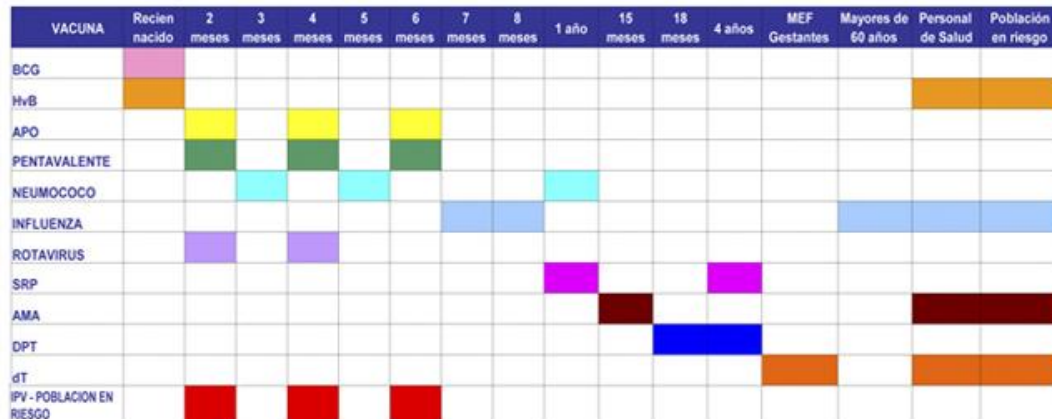 VACUNA Recien nacido 2 meses 3 meses 4 meses 5 meses 6 meses 7 meses 8 meses 1 año 15 meses 18 meses 4 años MEF Gestantes Mayores de 60 años Personal de Salud Población en riesgo
BCG
HvB
APO
PENTAVALENTE
NEUMOCOCO
INFLUENZA
ROTAVIRUS
SRP
AMA
DPT
dT
IPV - POBLACION EN
RIESGO